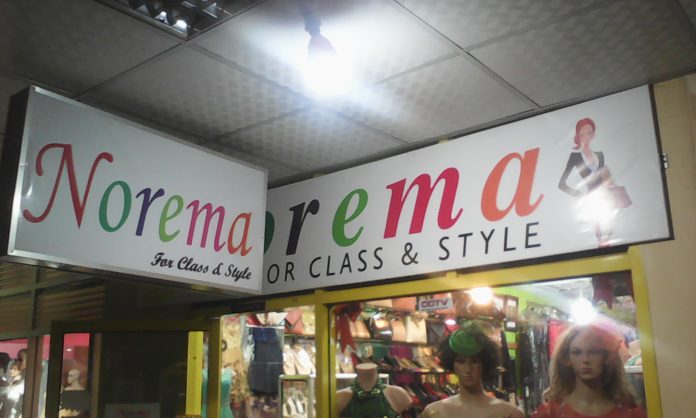 Norema
For Class & Style
orema
OR CLASS & STYLE
CCTV